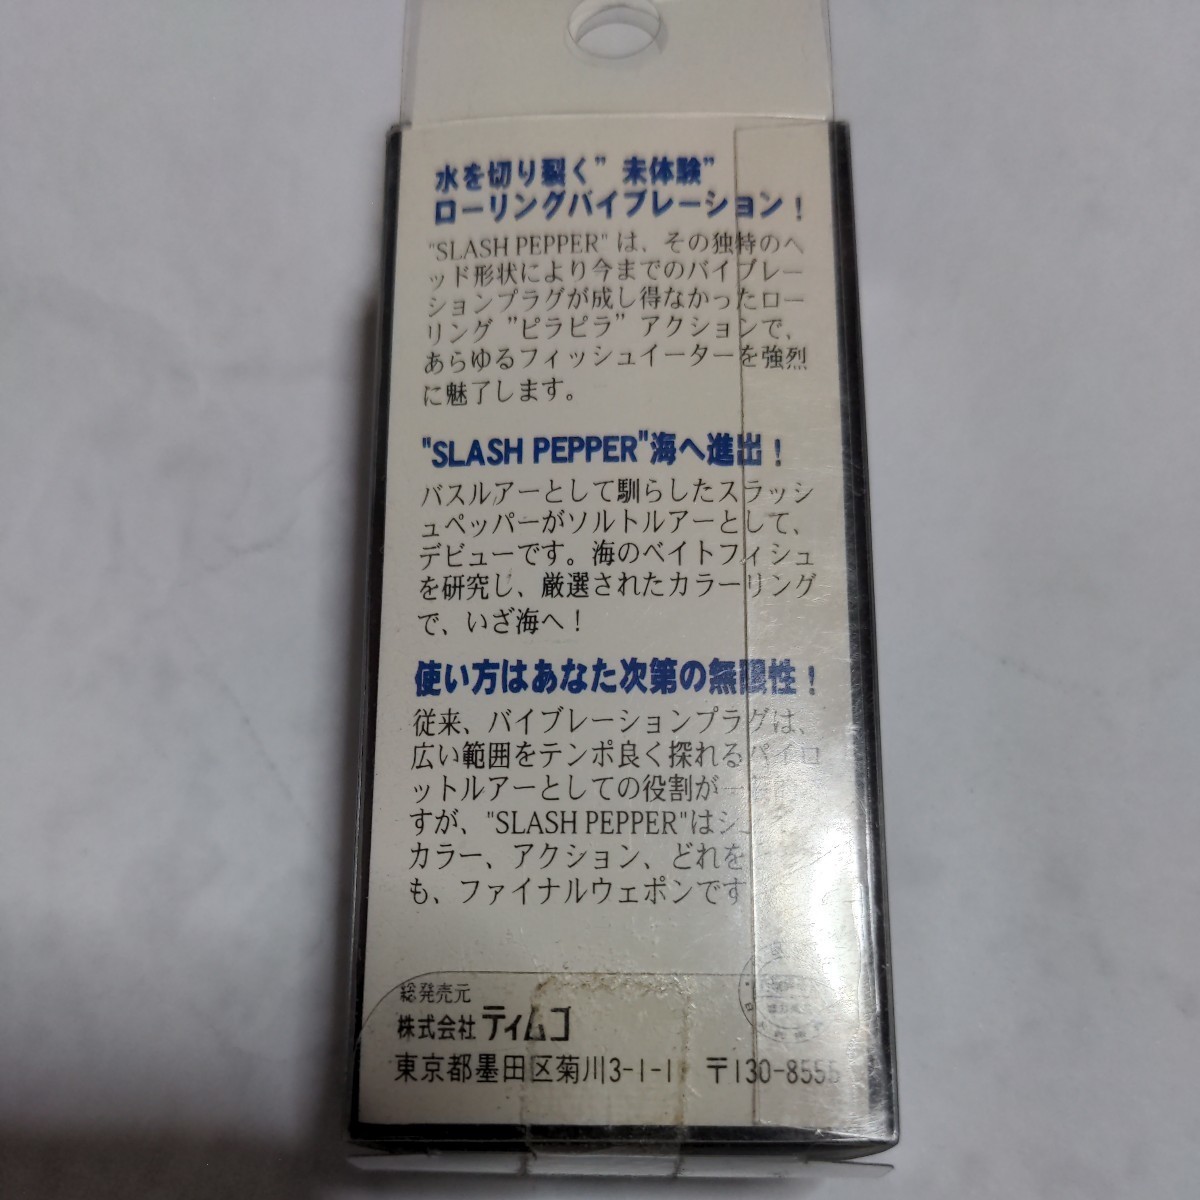 水を切り裂く”未体験”
ローリングバイブレーション！
"SLASH PEPPER" は、その独特のヘ
ッド形状により今までのバイブレー
ションプラグが成し得なかったロー
リング ”ピラピラ” アクションで、
あらゆるフィッシュイーターを強烈
に魅了します。
"SLASH PEPPER"海へ進出！
バスルアーとして馴らしたスラッシ
ュペッパーがソルトルアーとして、
デビューです。海のベイトフィシュ
を研究し、厳選されたカラーリング
で、いざ海へ！
使い方はあなた次第の無限性！
従来、バイブレーションプラグは、
広い範囲をテンポ良く探れるパイロ
ットルアーとしての役割が一
すが、"SLASH PEPPER"はシ
カラー、アクション、どれを
も、ファイナルウェポンです
総発売元
株式会社 ティムコ
東京都墨田区菊川3-1-1 〒130-8555